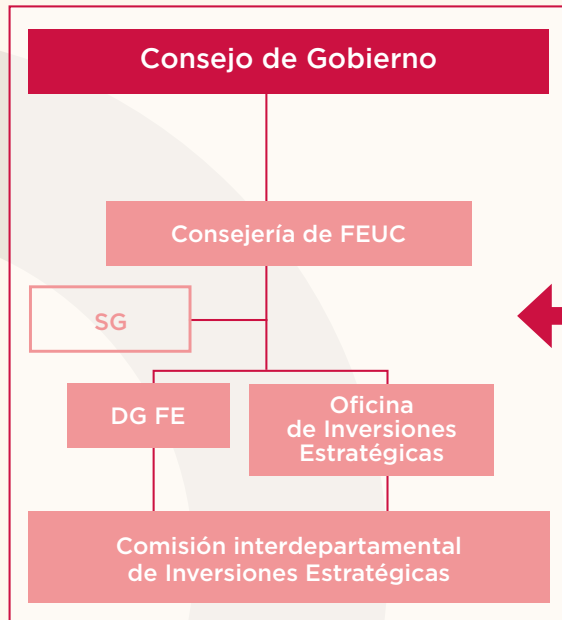 Consejo de Gobierno
Consejería de FEUC
SG
DG FE
Oficina
de Inversiones
Estratégicas
Comisión interdepartamental
de Inversiones Estratégicas